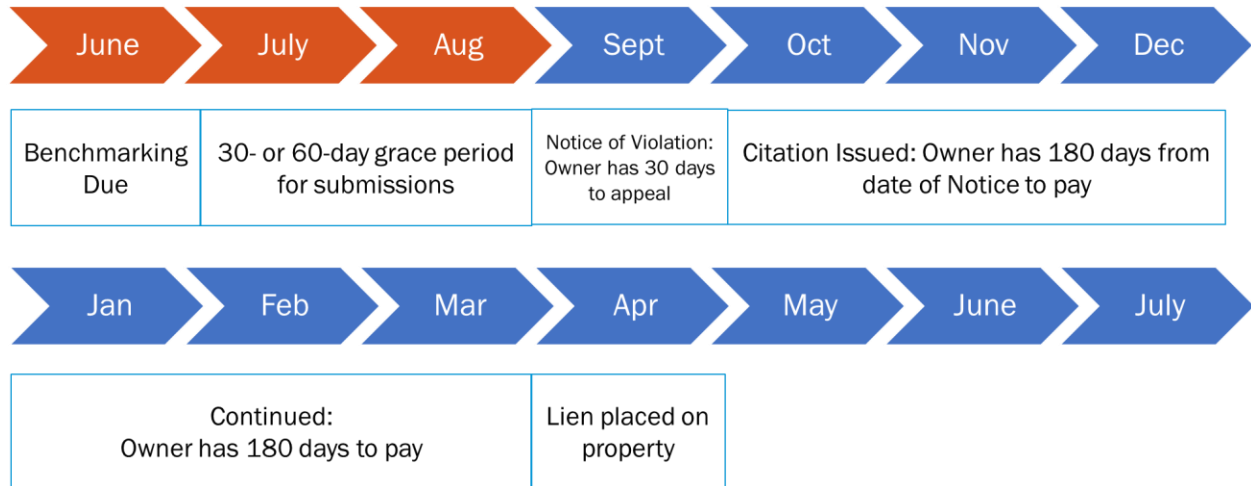 June
July
Aug
Sept
Oct
Nov
Dec
Benchmarking
Due
30- or 60-day grace period
for submissions
Notice of Violation:
Owner has 30 days
to appeal
Citation Issued: Owner has 180 days from
date of Notice to pay
Jan
Feb
Mar
Apr
May
June
July
Continued:
Owner has 180 days to pay
Lien placed on
property